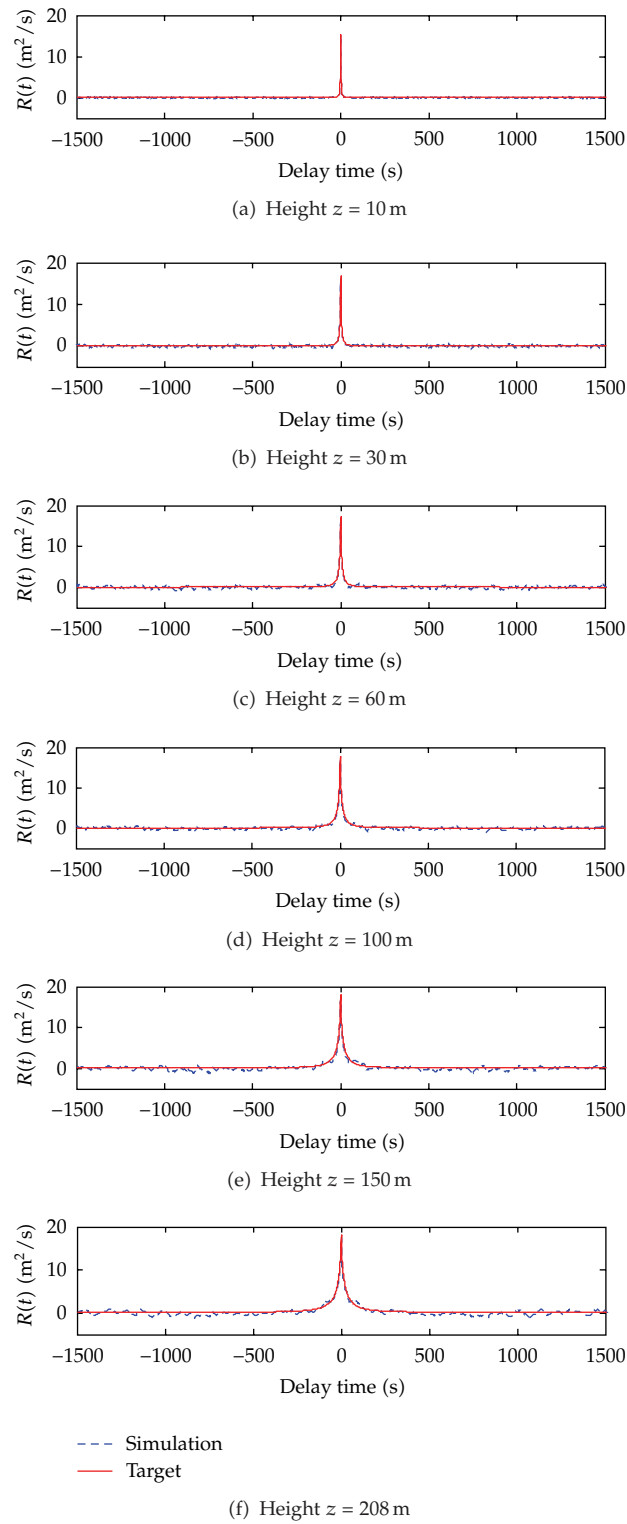 20
10
0
R(t) (m²/s)
−1500 −1000 −500 0 500 1000 1500
Delay time (s)
(a) Height z = 10 m
20
10
0
R(t) (m²/s)
−1500 −1000 −500 0 500 1000 1500
Delay time (s)
(b) Height z = 30 m
20
10
0
R(t) (m²/s)
−1500 −1000 −500 0 500 1000 1500
Delay time (s)
(c) Height z = 60 m
20
10
0
R(t) (m²/s)
−1500 −1000 −500 0 500 1000 1500
Delay time (s)
(d) Height z = 100 m
20
10
0
R(t) (m²/s)
−1500 −1000 −500 0 500 1000 1500
Delay time (s)
(e) Height z = 150 m
20
10
0
R(t) (m²/s)
−1500 −1000 −500 0 500 1000 1500
Delay time (s)
Simulation
Target
(f) Height z = 208 m